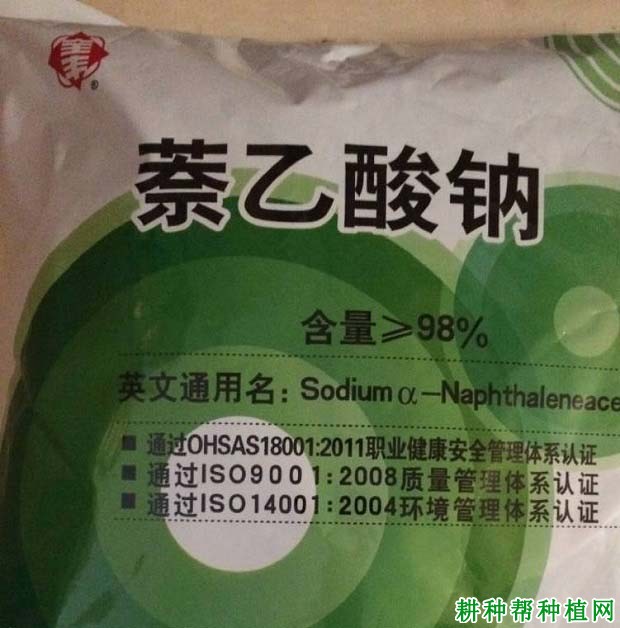 萘乙酸钠
含量≥98%
英文通用名: Sodium α-Naphthaleneace
■ 通过OHSAS18001:2011职业健康安全管理体系认证
■ 通过ISO9001:2008质量管理体系认证
■ 通过ISO14001:2004环境管理体系认证
耕种帮种植网